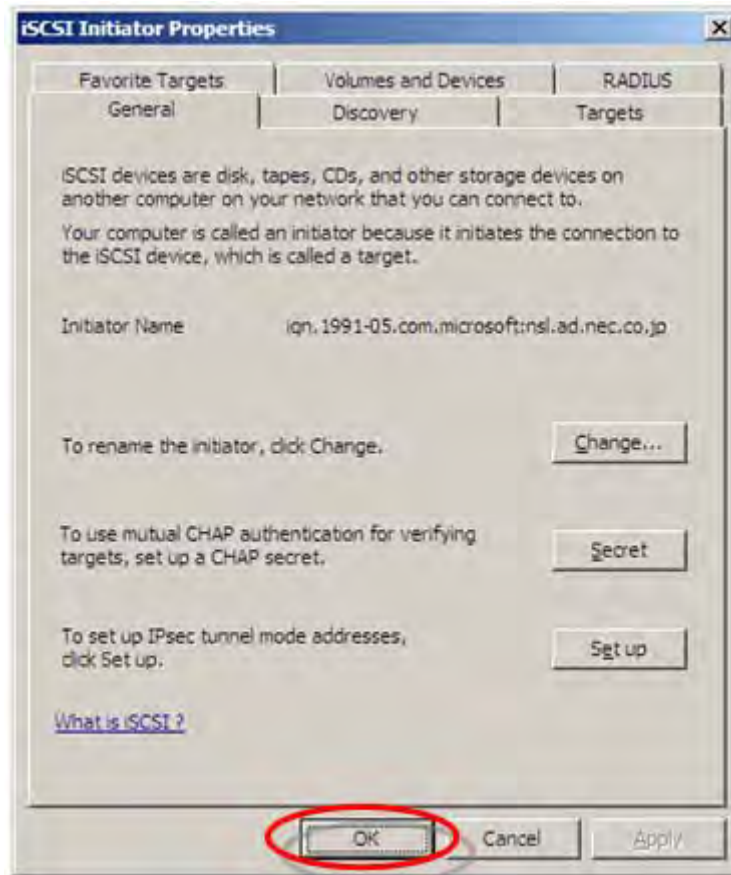 iSCSI Initiator Properties
Favorite Targets
Volumes and Devices
RADIUS
General
Discovery
Targets
iSCSI devices are disk, tapes, CDs, and other storage devices on
another computer on your network that you can connect to.
Your computer is called an initiator because it initiates the connection to
the iSCSI device, which is called a target.
Initiator Name
iqn.1991-05.com.microsoft:nsl.ad.nec.co.jp
To rename the initiator, click Change.
Change...
To use mutual CHAP authentication for verifying
targets, set up a CHAP secret.
Secret
To set up IPsec tunnel mode addresses,
click Set up.
Set up
What is iSCSI ?
OK
Cancel
Apply